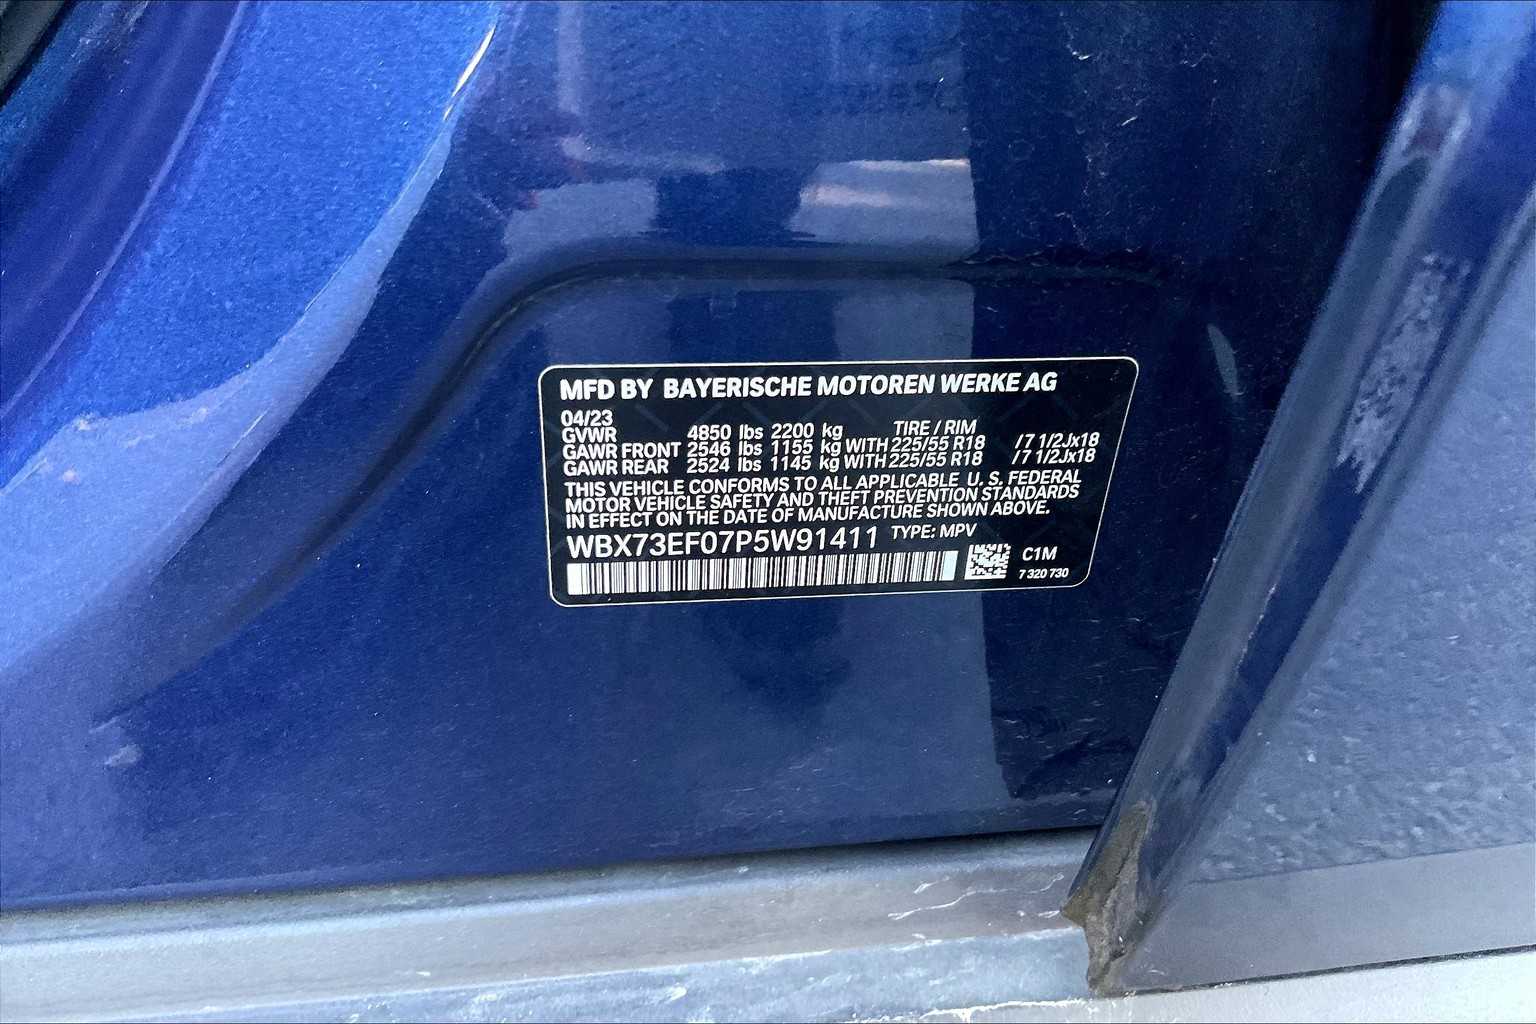 MFD BY BAYERISCHE MOTOREN WERKE AG
04/23
GVWR 4850 lbs 2200 kg TIRE / RIM
GAWR FRONT 2546 lbs 1155 kg WITH 225/55 R18 /7 1/2Jx18
GAWR REAR 2524 lbs 1145 kg WITH 225/55 R18 /7 1/2Jx18
THIS VEHICLE CONFORMS TO ALL APPLICABLE U. S. FEDERAL
MOTOR VEHICLE SAFETY AND THEFT PREVENTION STANDARDS
IN EFFECT ON THE DATE OF MANUFACTURE SHOWN ABOVE.
WBX73EF07P5W91411 TYPE: MPV
C1M
7 320 730